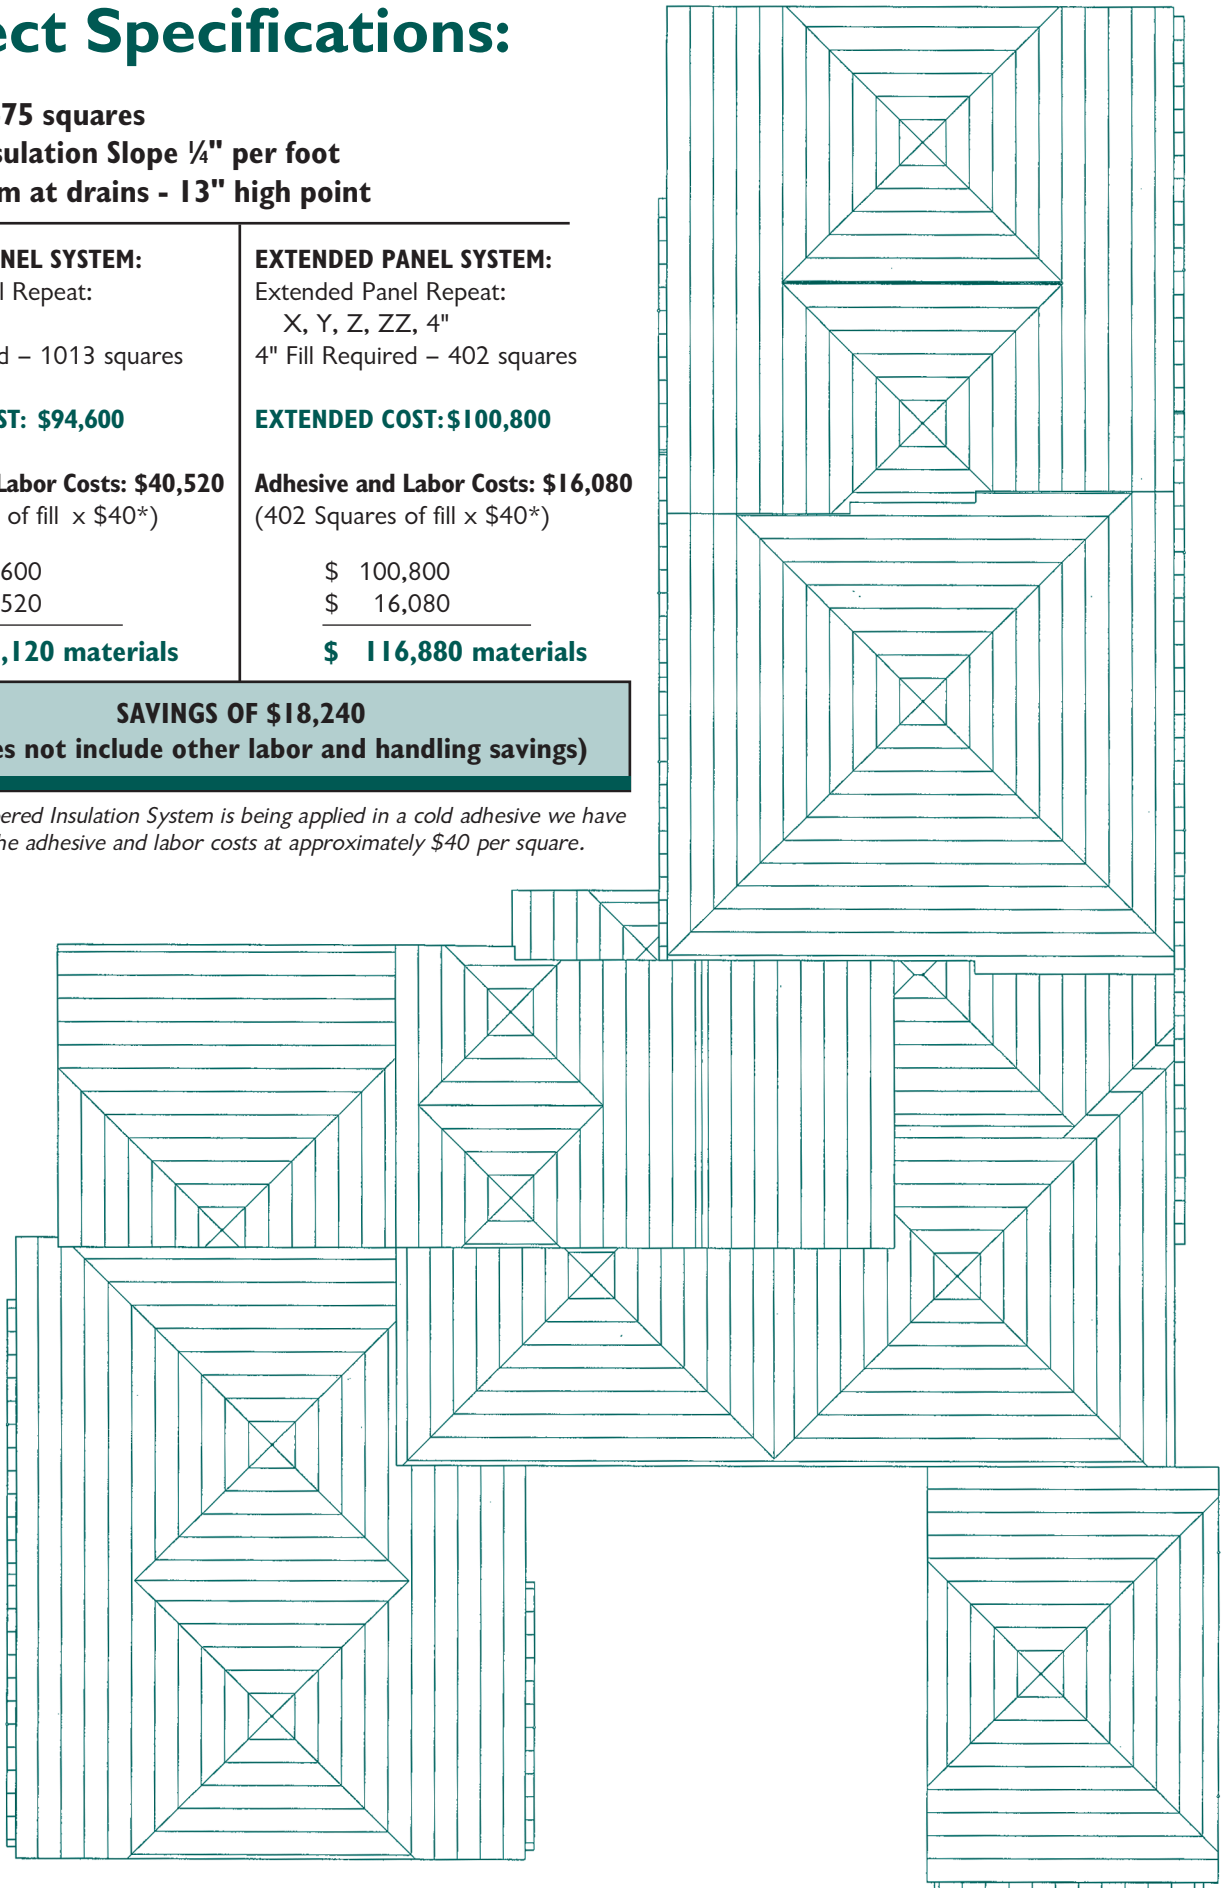 ect Specifications:
75 squares
sulation Slope ¼" per foot
m at drains - 13" high point
NEL SYSTEM:
l Repeat:
d – 1013 squares
ST: $94,600
Labor Costs: $40,520
of fill x $40*)
600
520
,120 materials
EXTENDED PANEL SYSTEM:
Extended Panel Repeat:
X, Y, Z, ZZ, 4"
4" Fill Required – 402 squares
EXTENDED COST: $100,800
Adhesive and Labor Costs: $16,080
(402 Squares of fill x $40*)
$ 100,800
$ 16,080
$ 116,880 materials
SAVINGS OF $18,240
es not include other labor and handling savings)
ered Insulation System is being applied in a cold adhesive we have
he adhesive and labor costs at approximately $40 per square.